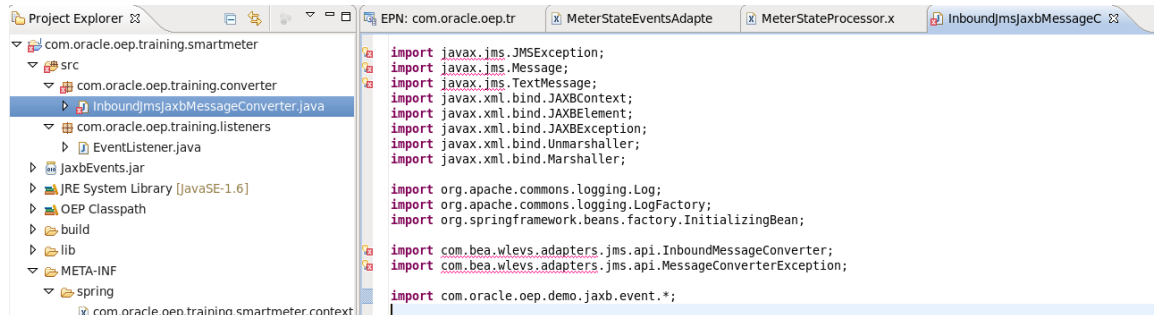 Project Explorer
com.oracle.oep.training.smartmeter
src
com.oracle.oep.training.converter
InboundJmsJaxbMessageConverter.java
com.oracle.oep.training.listeners
EventListener.java
JaxbEvents.jar
JRE System Library [JavaSE-1.6]
OEP Classpath
build
lib
META-INF
spring
com.oracle.oep.training.smartmeter.context
EPN: com.oracle.oep.tr
MeterStateEventsAdapte
MeterStateProcessor.x
InboundJmsJaxbMessageC
import javax.jms.JMSException;
import javax.jms.Message;
import javax.jms.TextMessage;
import javax.xml.bind.JAXBContext;
import javax.xml.bind.JAXBElement;
import javax.xml.bind.JAXBException;
import javax.xml.bind.Unmarshaller;
import javax.xml.bind.Marshaller;
import org.apache.commons.logging.Log;
import org.apache.commons.logging.LogFactory;
import org.springframework.beans.factory.InitializingBean;
import com.bea.wlevs.adapters.jms.api.InboundMessageConverter;
import com.bea.wlevs.adapters.jms.api.MessageConverterException;
import com.oracle.oep.demo.jaxb.event.*;